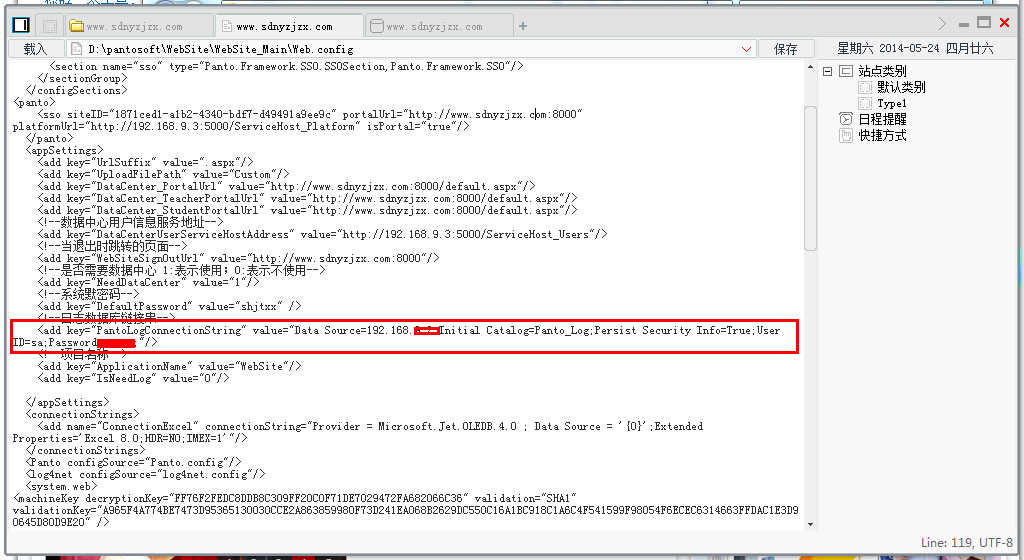 www.sdnyzjzx.com
www.sdnyzjzx.com
www.sdnyzjzx.com
载入
D:\pantosoft\WebSite\WebSite_Main\Web.config
保存
星期六 2014-05-24 四月廿六
<section name="sso" type="Panto.Framework.SSO.SSOSection,Panto.Framework.SSO"/>
</sectionGroup>
</configSections>
<panto>
<sso siteID="1871ced1-a1b2-4340-bdf7-d49491a9ee9c" portalUrl="http://www.sdnyzjzx.com:8000"
platformUrl="http://192.168.9.3:5000/ServiceHost_Platform" isPortal="true"/>
</panto>
<appSettings>
<add key="UrlSuffix" value=".aspx"/>
<add key="UploadFilePath" value="Custom"/>
<add key="DataCenter_PortalUrl" value="http://www.sdnyzjzx.com:8000/default.aspx"/>
<add key="DataCenter_TeacherPortalUrl" value="http://www.sdnyzjzx.com:8000/default.aspx"/>
<add key="DataCenter_StudentPortalUrl" value="http://www.sdnyzjzx.com:8000/default.aspx"/>
<!--数据中心用户信息服务地址-->
<add key="DataCenterUserServiceHostAddress" value="http://192.168.9.3:5000/ServiceHost_Users"/>
<!--当退出时跳转的页面-->
<add key="WebSiteSignOutUrl" value="http://www.sdnyzjzx.com:8000"/>
<!--是否需要数据中心 1:表示使用；0:表示不使用-->
<add key="NeedDataCenter" value="1"/>
<!--系统默密码-->
<add key="DefaultPassword" value="shjtxx" />
<!--日志数据库链接串-->
<add key="PantoLogConnectionString" value="Data Source=192.168. Initial Catalog=Panto_Log;Persist Security Info=True;User
ID=sa;Password "/>
<!--项目名称-->
<add key="ApplicationName" value="WebSite"/>
<add key="IsNeedLog" value="0"/>
</appSettings>
<connectionStrings>
<add name="ConnectionExcel" connectionString="Provider = Microsoft.Jet.OLEDB.4.0 ; Data Source = '{0}';Extended
Properties='Excel 8.0;HDR=NO;IMEX=1'"/>
</connectionStrings>
<Panto configSource="Panto.config"/>
<log4net configSource="log4net.config"/>
<system.web>
<machineKey decryptionKey="FF76F2FEDC8DDB8C309FF20C0F71DE7029472FA682066C36" validation="SHA1"
validationKey="A965F4A774BE7473D95365130030CCE2A863859980F73D241EA068B2629DC550C16A1BC918C1A6C4F541599F98054F6ECEC6314663FFDAC1E3D9
0645D80D9E20" />
站点类别
默认类别
Type1
日程提醒
快捷方式
Line: 119, UTF-8